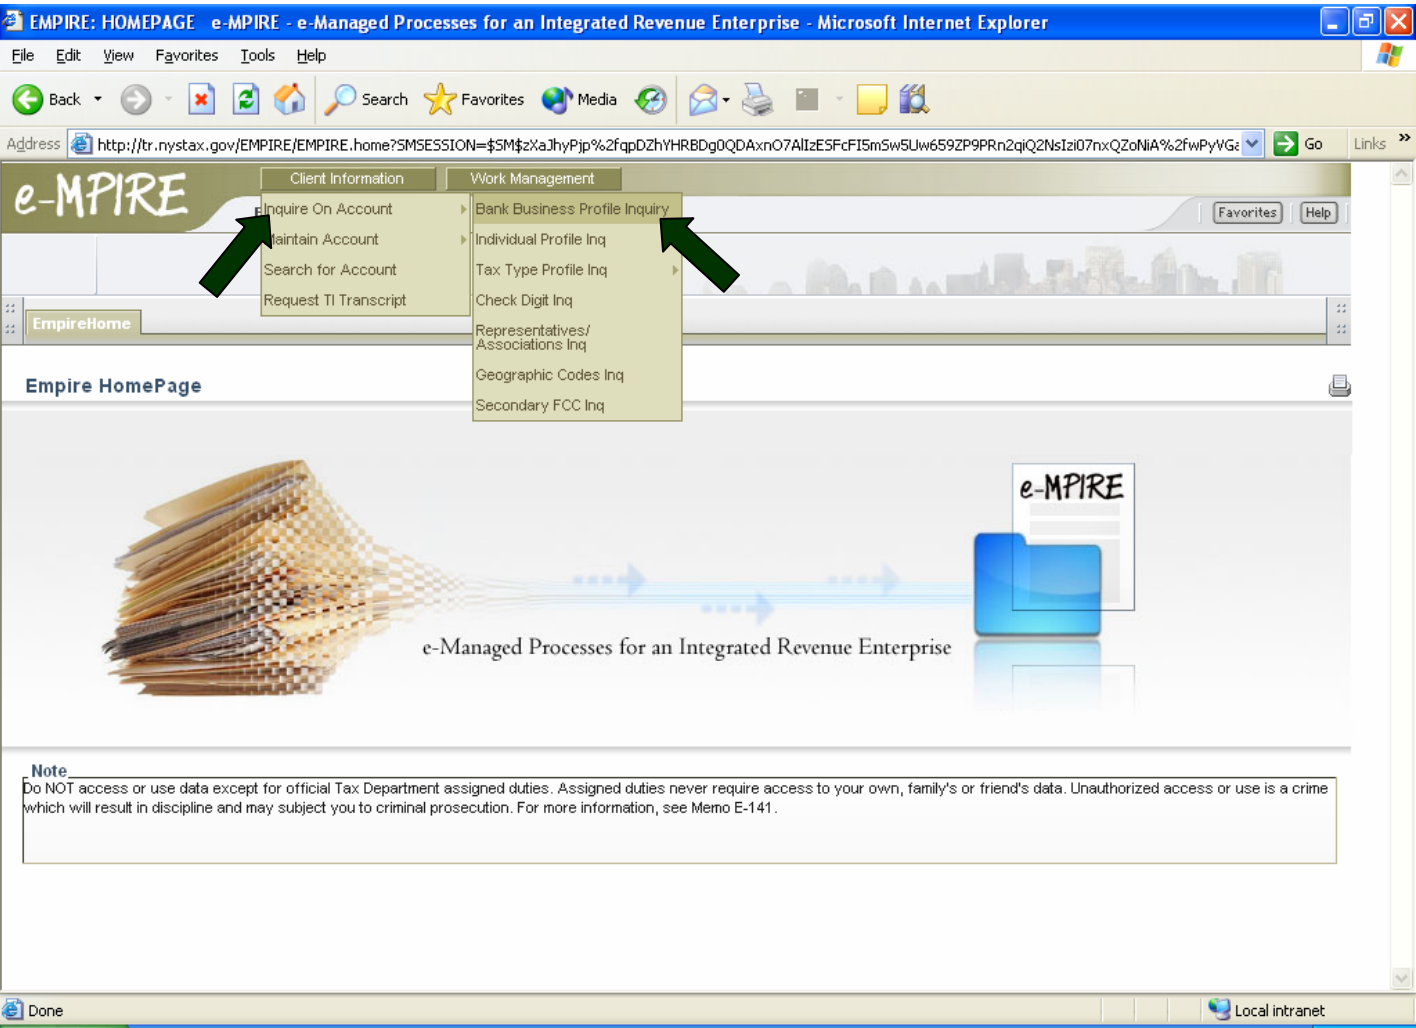 EMPIRE: HOMEPAGE e-MPIRE - e-Managed Processes for an Integrated Revenue Enterprise - Microsoft Internet Explorer
File Edit View Favorites Tools Help
Back Search Favorites Media
Address http://tr.nystax.gov/EMPIRE/EMPIRE.home?SMSESSION=$SM$zXaJhyPjp%2fqpDZhYHRBDg0QDAxnO7AlIzESFcFI5mSw5Uw659ZP9PRn2qiQ2NsIzi07nxQZoNiA%2fwPyVGa Go Links »
e-MPIRE
Client Information Work Management
Inquire On Account Bank Business Profile Inquiry
Favorites Help
Maintain Account Individual Profile Inq
Search for Account Tax Type Profile Inq
Request TI Transcript Check Digit Inq
EmpireHome
Representatives/
Associations Inq
Geographic Codes Inq
Secondary FCC Inq
Empire HomePage
e-MPIRE
e-Managed Processes for an Integrated Revenue Enterprise
Note
Do NOT access or use data except for official Tax Department assigned duties. Assigned duties never require access to your own, family's or friend's data. Unauthorized access or use is a crime
which will result in discipline and may subject you to criminal prosecution. For more information, see Memo E-141.
Done Local intranet